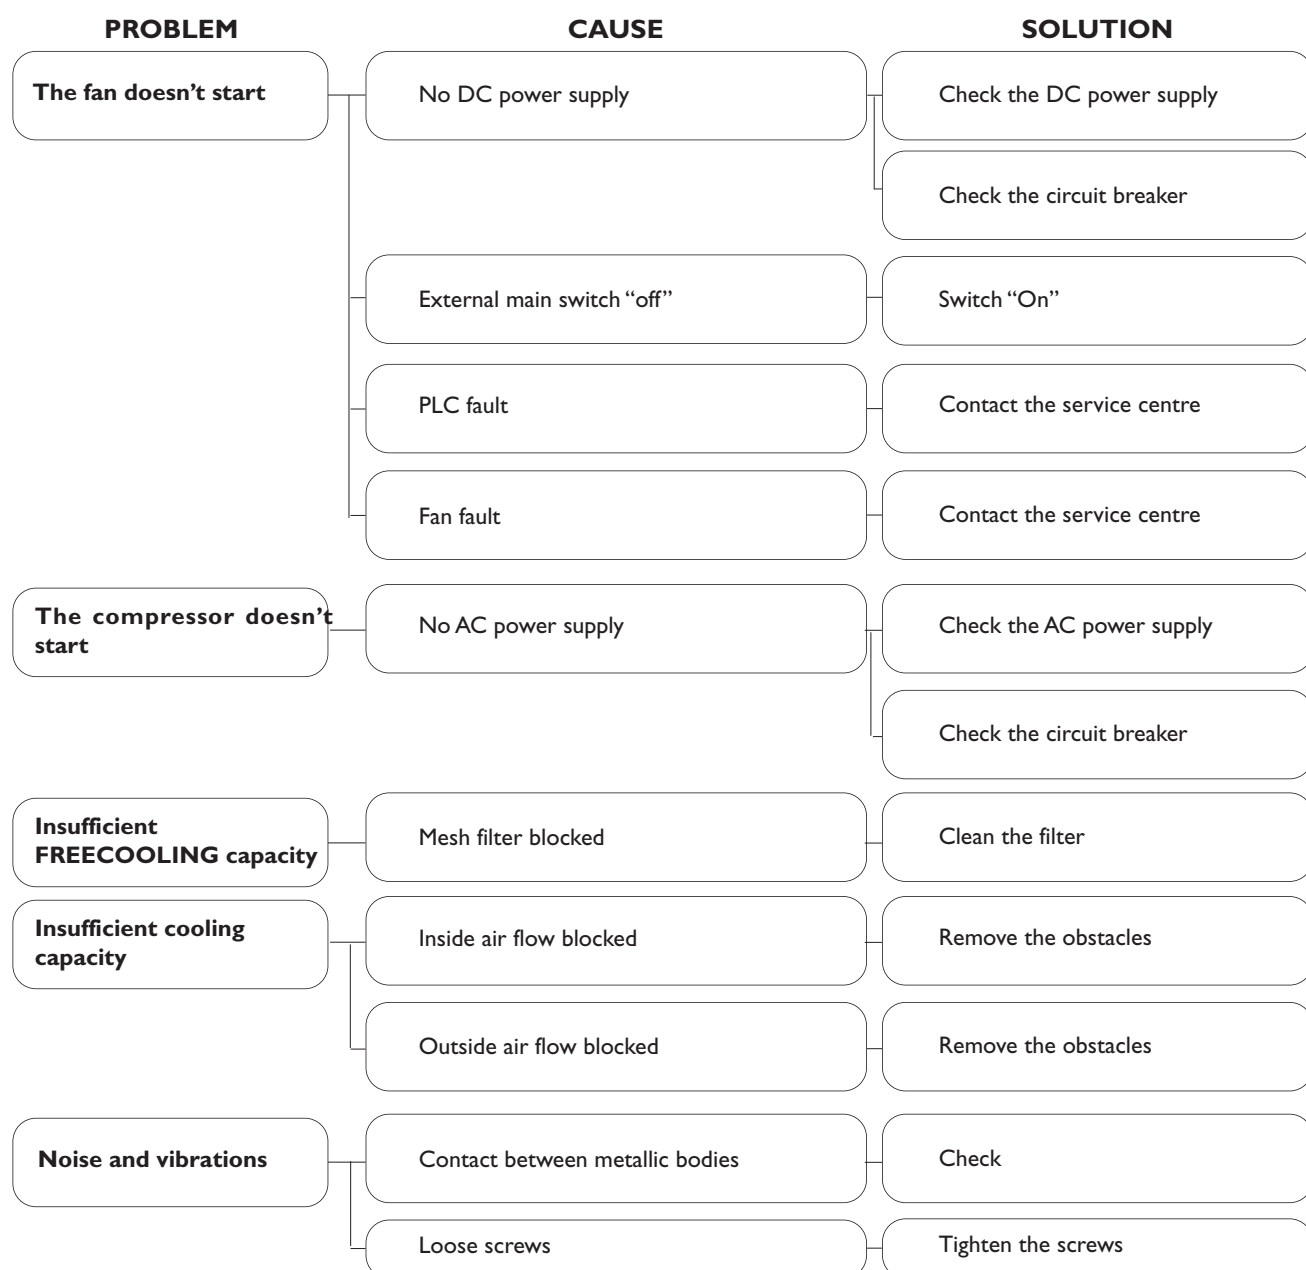 PROBLEM CAUSE SOLUTION
The fan doesn’t start No DC power supply Check the DC power supply
Check the circuit breaker
External main switch “off” Switch “On”
PLC fault Contact the service centre
Fan fault Contact the service centre
The compressor doesn’t
start
No AC power supply Check the AC power supply
Check the circuit breaker
Insufficient
FREECOOLING capacity
Mesh filter blocked Clean the filter
Insufficient cooling
capacity
Inside air flow blocked Remove the obstacles
Outside air flow blocked Remove the obstacles
Noise and vibrations Contact between metallic bodies Check
Loose screws Tighten the screws